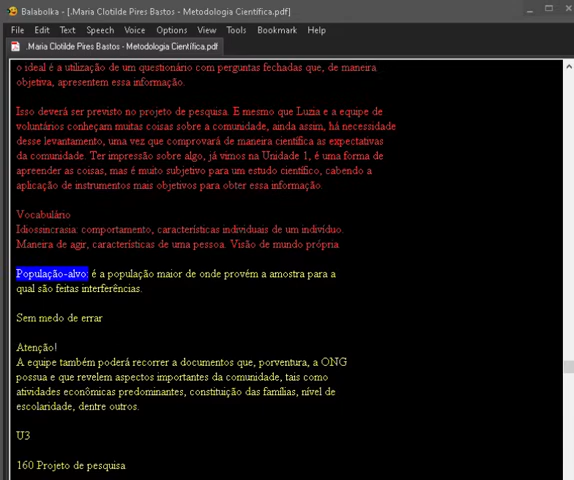 Balabolka - [.Maria Clotilde Pires Bastos - Metodologia Científica.pdf]
File Edit Text Speech Voice Options View Tools Bookmark Help
.Maria Clotilde Pires Bastos - Metodologia Científica.pdf
o ideal é a utilização de um questionário com perguntas fechadas que, de maneira
objetiva, apresentem essa informação.
Isso deverá ser previsto no projeto de pesquisa. E mesmo que Luzia e a equipe de
voluntários conheçam muitas coisas sobre a comunidade, ainda assim, há necessidade
desse levantamento, uma vez que comprovará de maneira científica as expectativas
da comunidade. Ter impressão sobre algo, já vimos na Unidade 1, é uma forma de
apreender as coisas, mas é muito subjetivo para um estudo científico, cabendo a
aplicação de instrumentos mais objetivos para obter essa informação.
Vocabulário
Idiossincrasia: comportamento, características individuais de um indivíduo.
Maneira de agir, características de uma pessoa. Visão de mundo própria.
População-alvo: é a população maior de onde provém a amostra para a
qual são feitas interferências.
Sem medo de errar
Atenção!
A equipe também poderá recorrer a documentos que, porventura, a ONG
possua e que revelem aspectos importantes da comunidade, tais como
atividades econômicas predominantes, constituição das famílias, nível de
escolaridade, dentre outros.
U3
160 Projeto de pesquisa